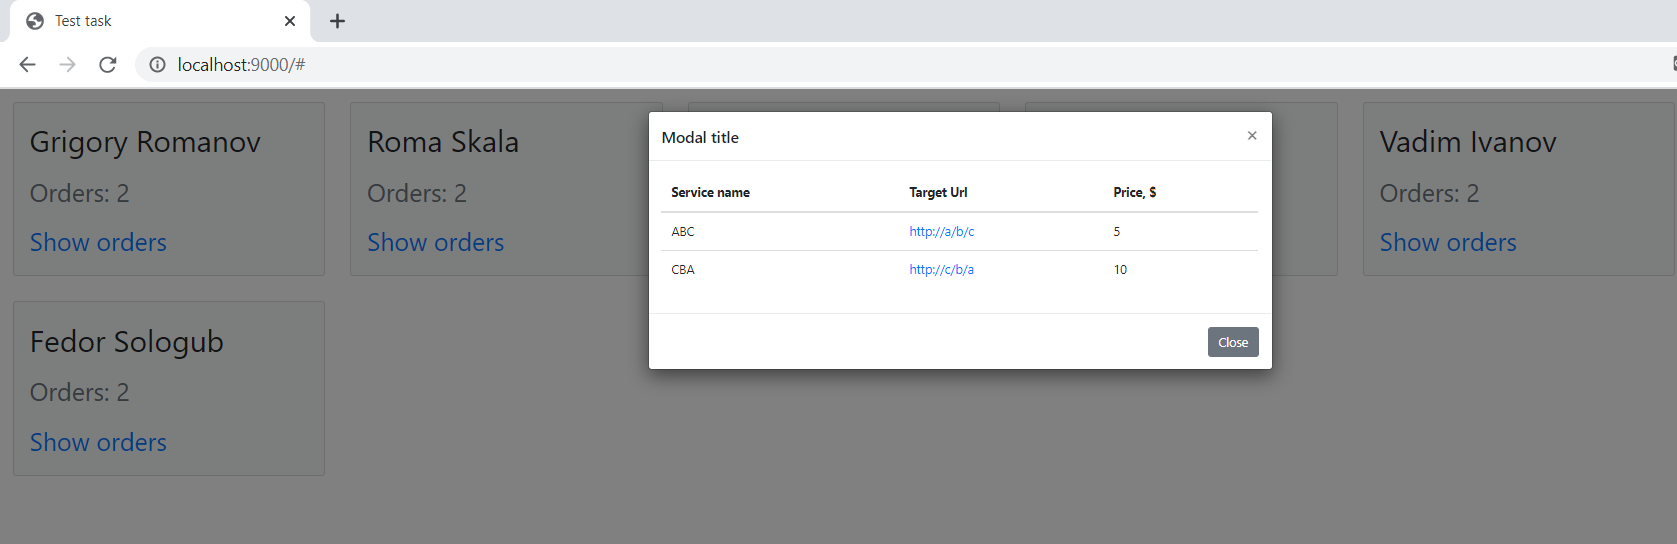 Test task
localhost:9000/#
Grigory Romanov
Orders: 2
Show orders
Roma Skala
Orders: 2
Show orders
Modal title
Service name Target Url Price, $
ABC http://a/b/c 5
CBA http://c/b/a 10
Close
Vadim Ivanov
Orders: 2
Show orders
Fedor Sologub
Orders: 2
Show orders